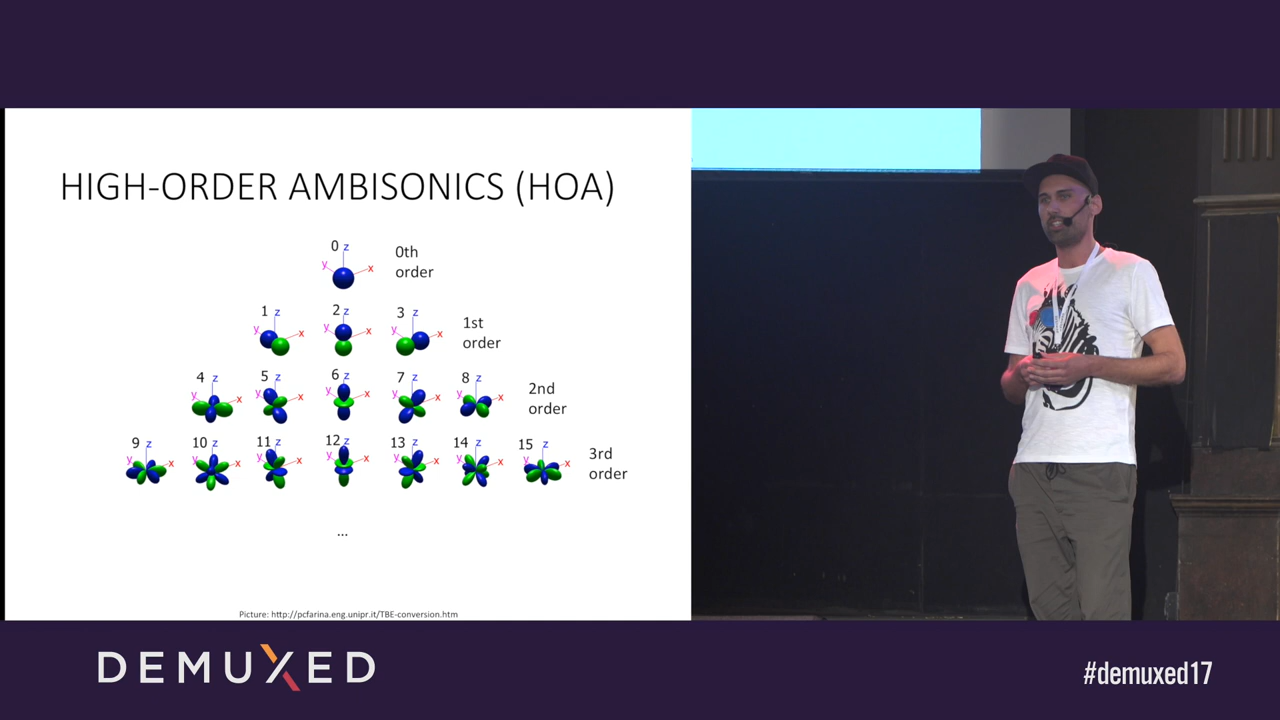 HIGH-ORDER AMBISONICS (HOA)
0 z
y x
0th
order
1 z 2 z 3 z
y x y x y x
1st
order
4 z 5 z 6 z 7 z 8 z
y x y x y x y x y x
2nd
order
9 z 10 z 11 z 12 z 13 z 14 z 15 z
y x y x y x y x y x y x y x
3rd
order
...
Picture: http://pcfarina.eng.unipr.it/TBE-conversion.htm
DEMUXED
#demuxed17